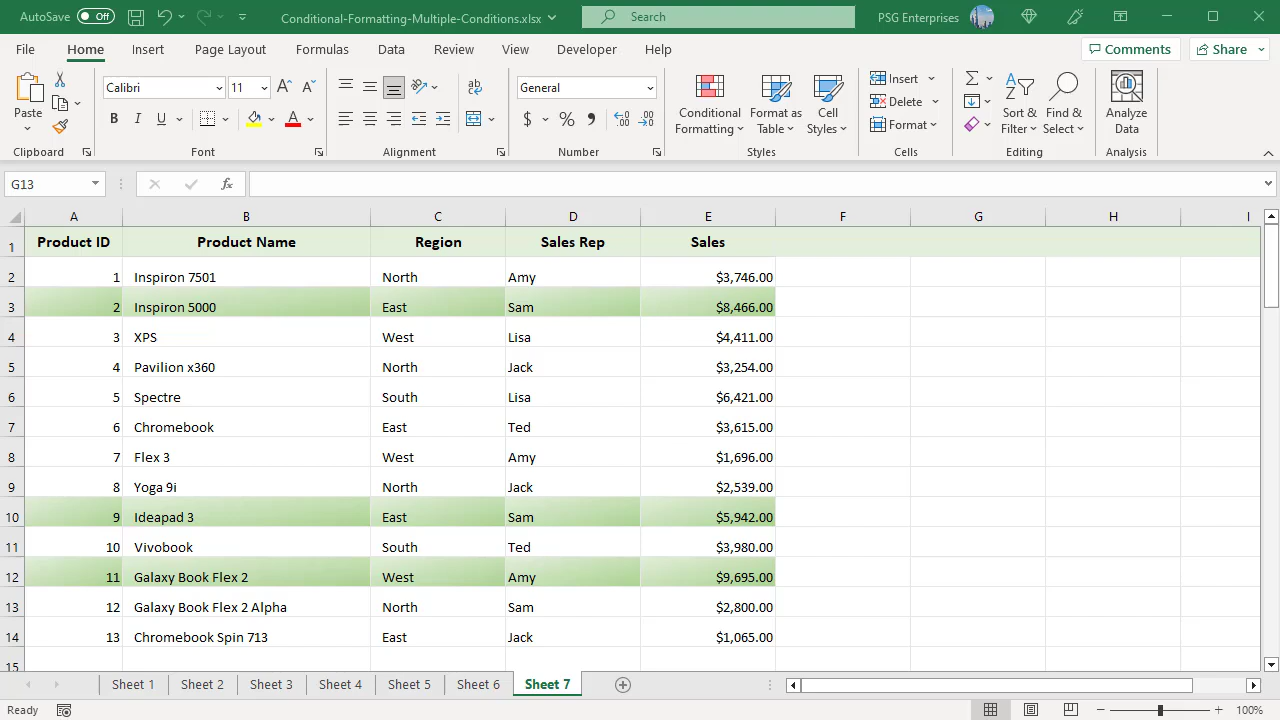 AutoSave Off Conditional-Formatting-Multiple-Conditions.xlsx Search PSG Enterprises
File Home Insert Page Layout Formulas Data Review View Developer Help Comments Share
Paste Calibri 11 General Conditional Formatting Format as Table Cell Styles Insert Delete Format Sort & Filter Find & Select Analyze Data
Clipboard Font Alignment Number Styles Cells Editing Analysis
G13 fx
A B C D E F G H I
1 Product ID Product Name Region Sales Rep Sales
2 1 Inspiron 7501 North Amy $3,746.00
3 2 Inspiron 5000 East Sam $8,466.00
4 3 XPS West Lisa $4,411.00
5 4 Pavilion x360 North Jack $3,254.00
6 5 Spectre South Lisa $6,421.00
7 6 Chromebook East Ted $3,615.00
8 7 Flex 3 West Amy $1,696.00
9 8 Yoga 9i North Jack $2,539.00
10 9 Ideapad 3 East Sam $5,942.00
11 10 Vivobook South Ted $3,980.00
12 11 Galaxy Book Flex 2 West Amy $9,695.00
13 12 Galaxy Book Flex 2 Alpha North Sam $2,800.00
14 13 Chromebook Spin 713 East Jack $1,065.00
15
Sheet 1 Sheet 2 Sheet 3 Sheet 4 Sheet 5 Sheet 6 Sheet 7
Ready 100%